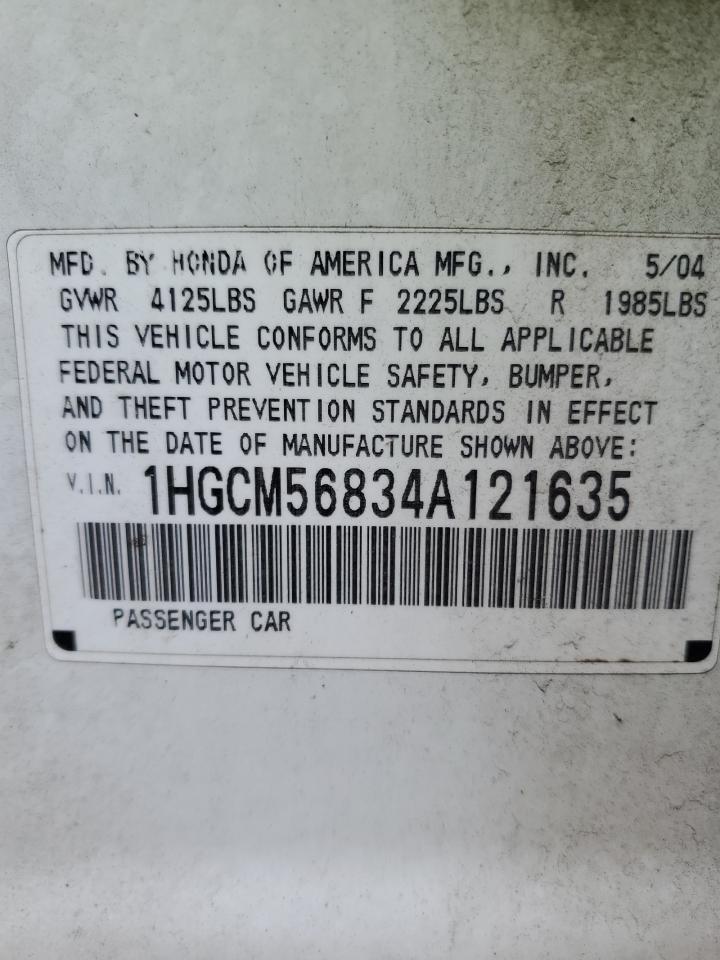 MFD. BY HONDA OF AMERICA MFG., INC. 5/04
GVWR 4125LBS GAWR F 2225LBS R 1985LBS
THIS VEHICLE CONFORMS TO ALL APPLICABLE
FEDERAL MOTOR VEHICLE SAFETY, BUMPER,
AND THEFT PREVENTION STANDARDS IN EFFECT
ON THE DATE OF MANUFACTURE SHOWN ABOVE:
V.I.N. 1HGCM56834A121635
PASSENGER CAR